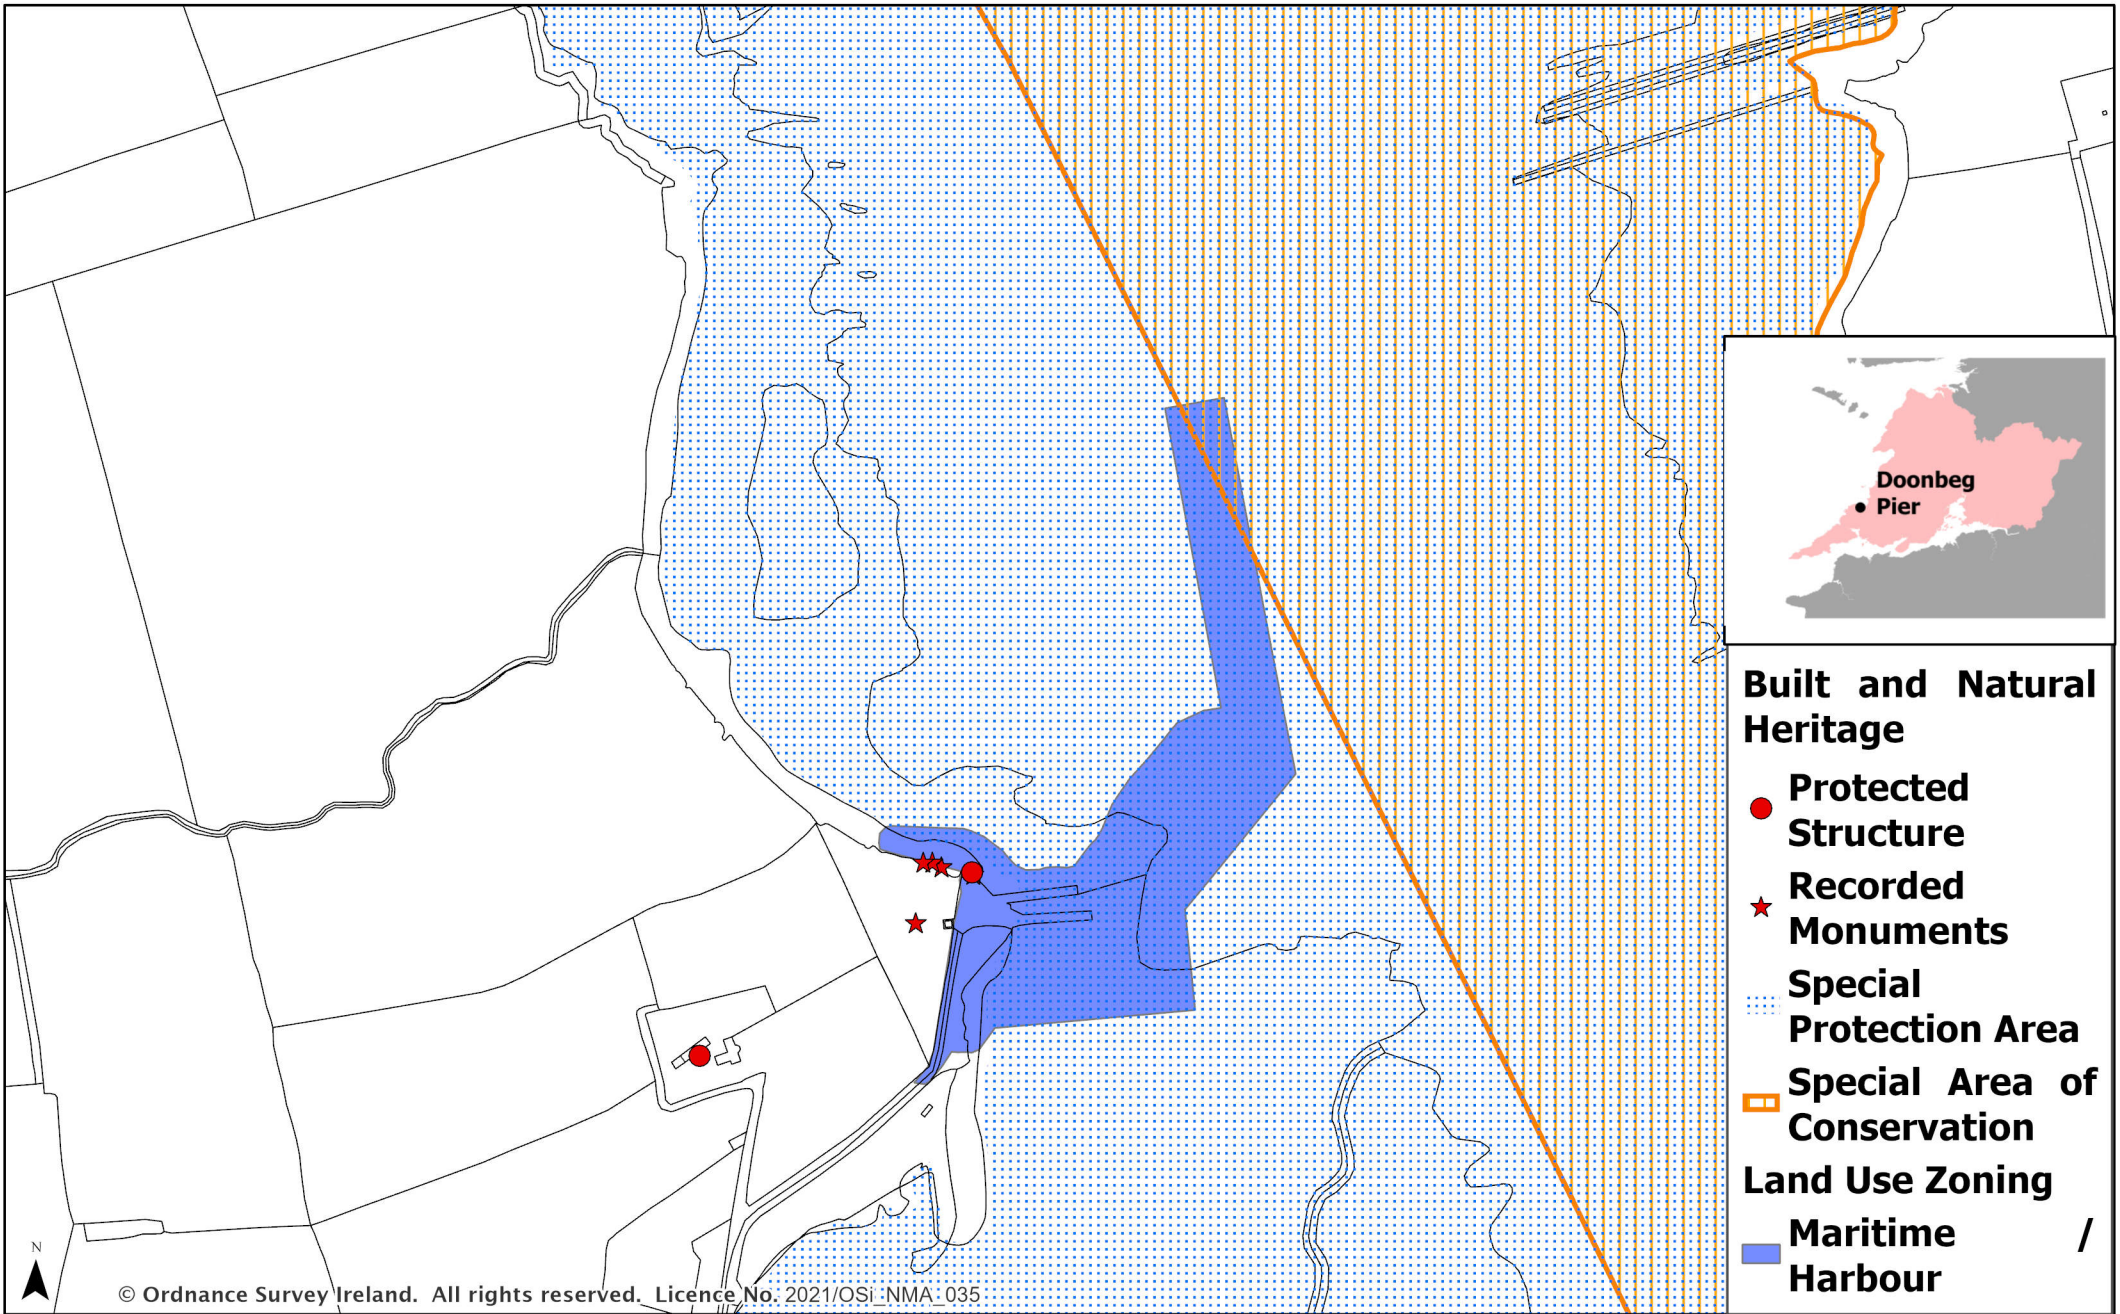 Doonbeg
Pier
Built and Natural
Heritage
Protected
Structure
Recorded
Monuments
Special
Protection Area
Special Area of
Conservation
Land Use Zoning
Maritime /
Harbour
N
© Ordnance Survey Ireland. All rights reserved. Licence No. 2021/OSi_NMA_035